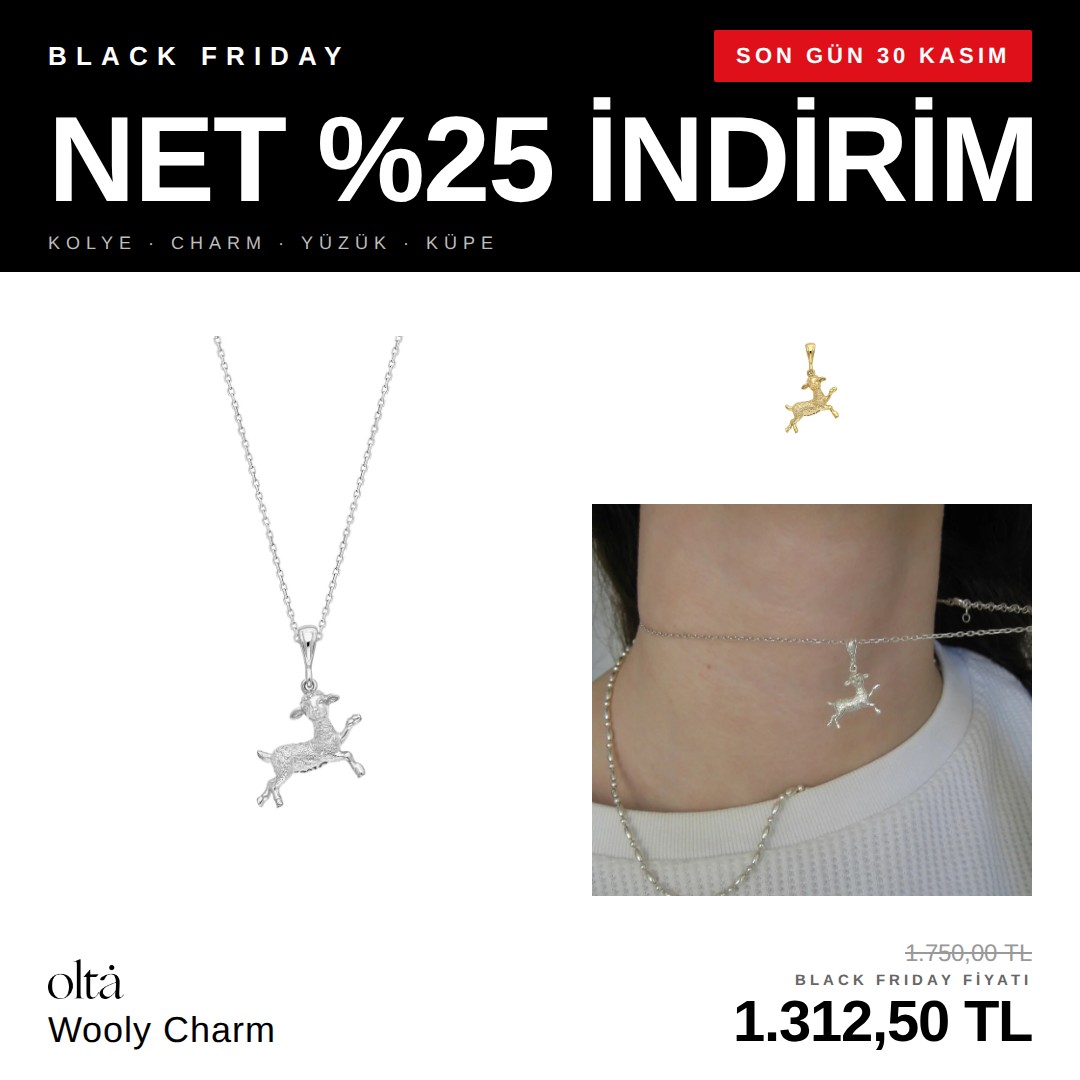 BLACK FRIDAY
SON GÜN 30 KASIM
NET %25 İNDİRİM
KOLYE · CHARM · YÜZÜK · KÜPE
olta
Wooly Charm
1.750,00 TL
BLACK FRIDAY FİYATI
1.312,50 TL